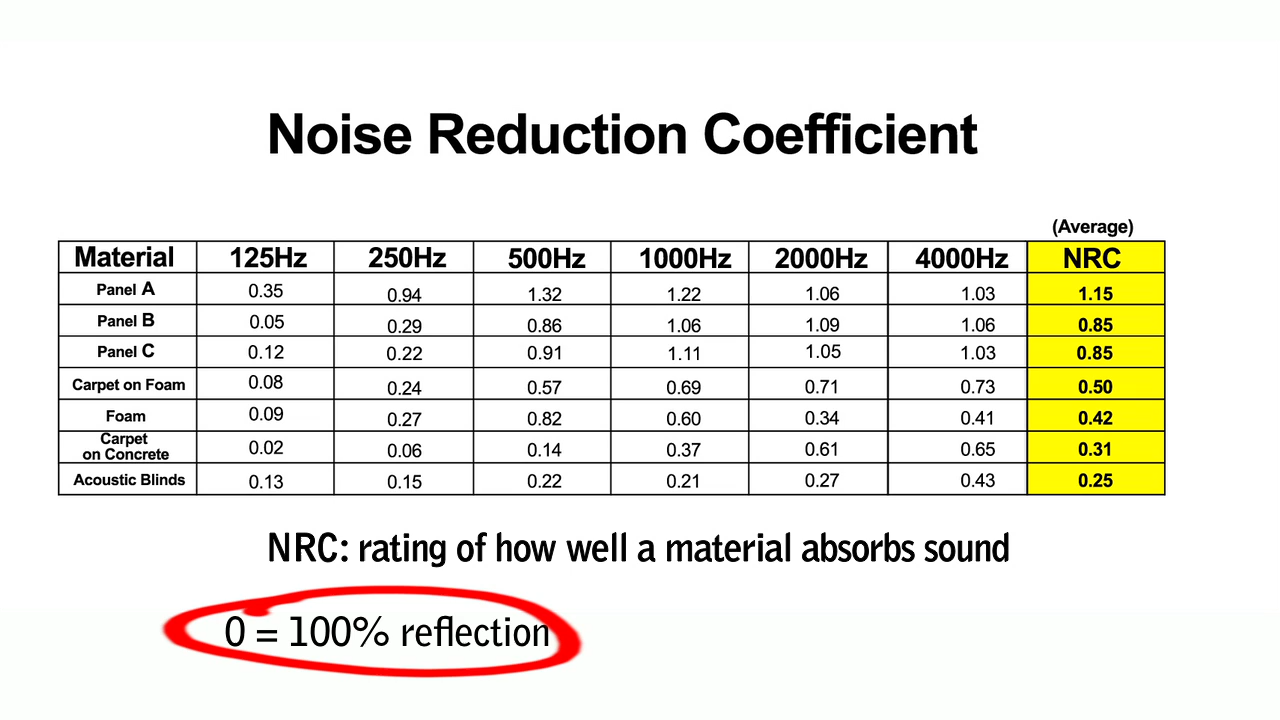 Noise Reduction Coefficient
(Average)
Material 125Hz 250Hz 500Hz 1000Hz 2000Hz 4000Hz NRC
Panel A 0.35 0.94 1.32 1.22 1.06 1.03 1.15
Panel B 0.05 0.29 0.86 1.06 1.09 1.06 0.85
Panel C 0.12 0.22 0.91 1.11 1.05 1.03 0.85
Carpet on Foam 0.08 0.24 0.57 0.69 0.71 0.73 0.50
Foam 0.09 0.27 0.82 0.60 0.34 0.41 0.42
Carpet
on Concrete 0.02 0.06 0.14 0.37 0.61 0.65 0.31
Acoustic Blinds 0.13 0.15 0.22 0.21 0.27 0.43 0.25
NRC: rating of how well a material absorbs sound
0 = 100% reflection